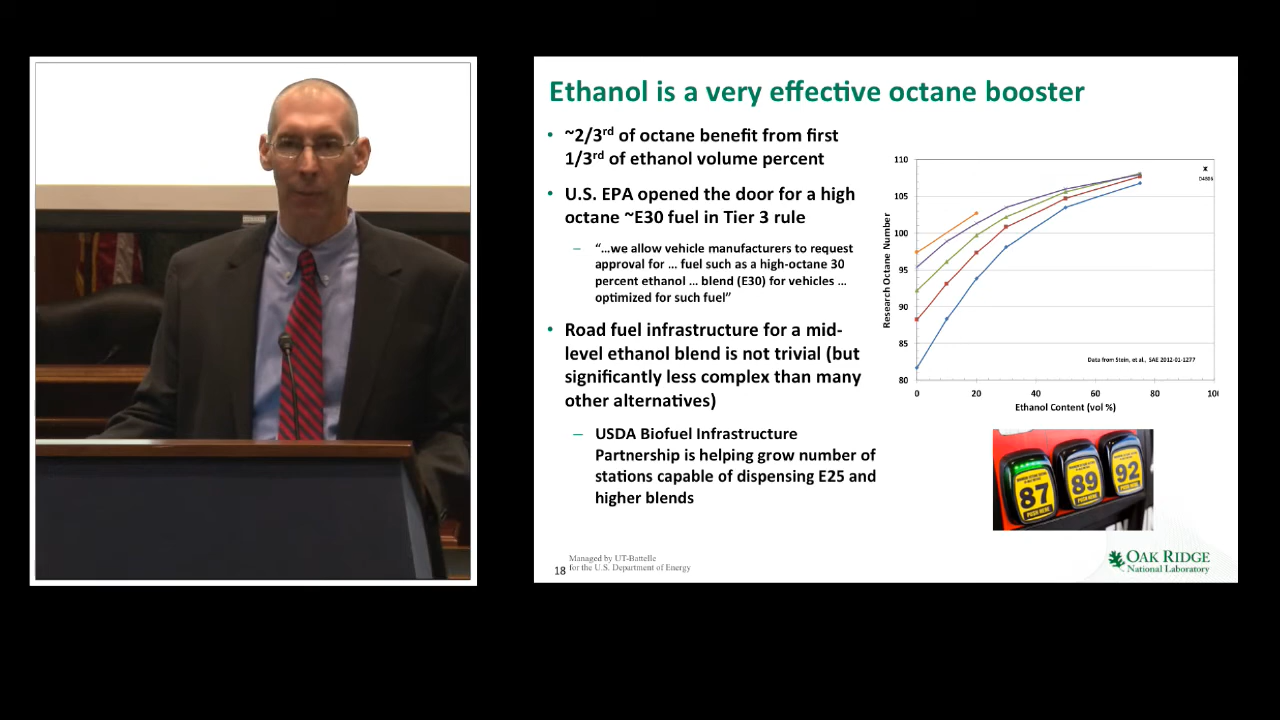 Ethanol is a very effective octane booster
• ~2/3rd of octane benefit from first
1/3rd of ethanol volume percent
• U.S. EPA opened the door for a high
octane ~E30 fuel in Tier 3 rule
– “…we allow vehicle manufacturers to request
approval for … fuel such as a high-octane 30
percent ethanol … blend (E30) for vehicles …
optimized for such fuel”
• Road fuel infrastructure for a mid-
level ethanol blend is not trivial (but
significantly less complex than many
other alternatives)
– USDA Biofuel Infrastructure
Partnership is helping grow number of
stations capable of dispensing E25 and
higher blends
110
105
100
95
90
85
80
Research Octane Number
x
Data from Stein, et al., SAE 2012-01-1277
0 20 40 60 80 10
Ethanol Content (vol %)
87 89 92
PUSH HERE PUSH HERE PUSH HERE
18
Managed by UT-Battelle
for the U.S. Department of Energy
OAK RIDGE
National Laboratory